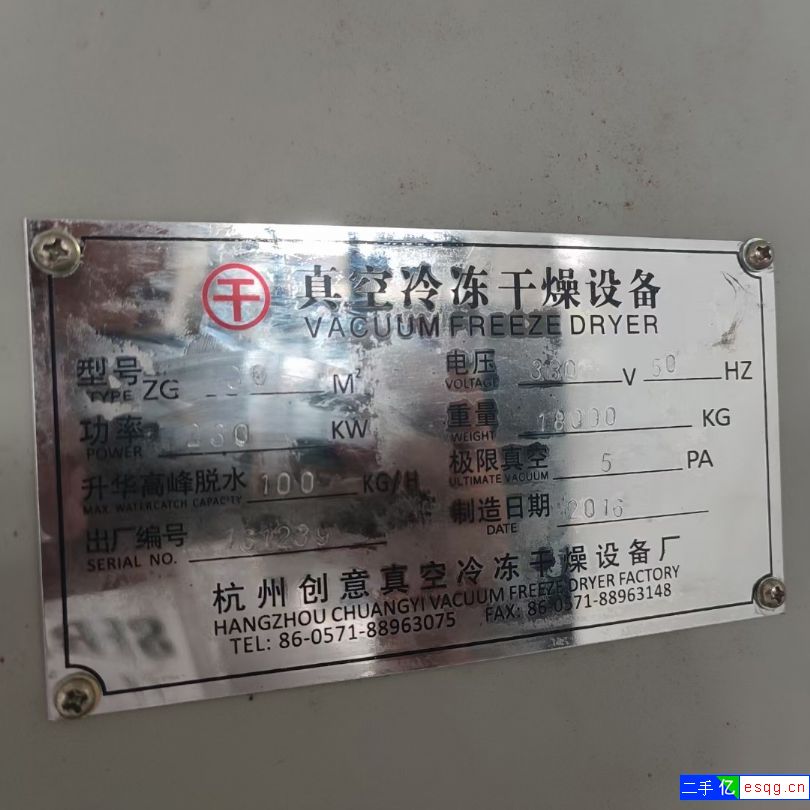 干 真空冷冻干燥设备
VACUUM FREEZE DRYER
型号 TYPE ZG M²
电压 VOLTAGE V 50 HZ
功率 POWER KW
重量 WEIGHT 18000 KG
升华高峰脱水 MAX. WATERCATCH CAPACITY 100 KG/H
极限真空 ULTIMATE VACUUM 5 PA
出厂编号 SERIAL NO.
制造日期 DATE 2016
杭州创意真空冷冻干燥设备厂
HANGZHOU CHUANGYI VACUUM FREEZE DRYER FACTORY
TEL: 86-0571-88963075 FAX: 86-0571-88963148
二手亿 esqg.cn